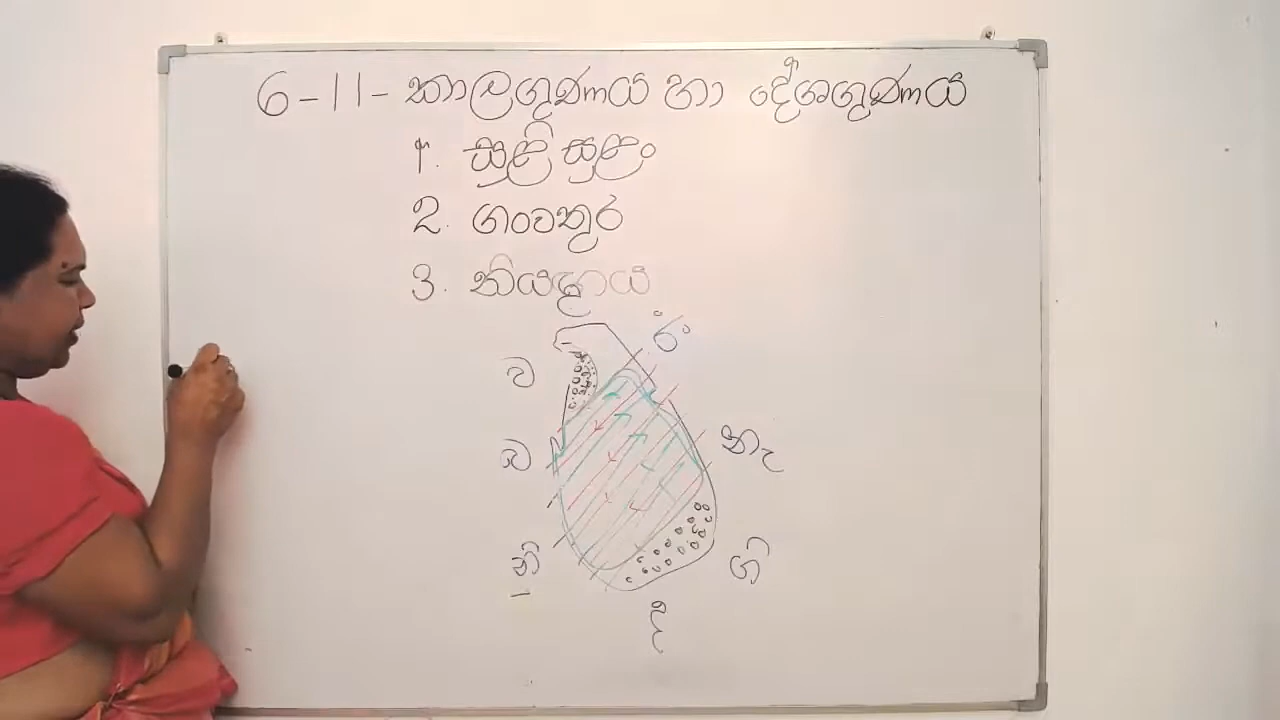 6-11- කාලගුණය හා දේශගුණය
1. සුළි සුළං
2. ගංවතුර
3. නියඟය
ව
බ
නැ
නි
ගි
ද